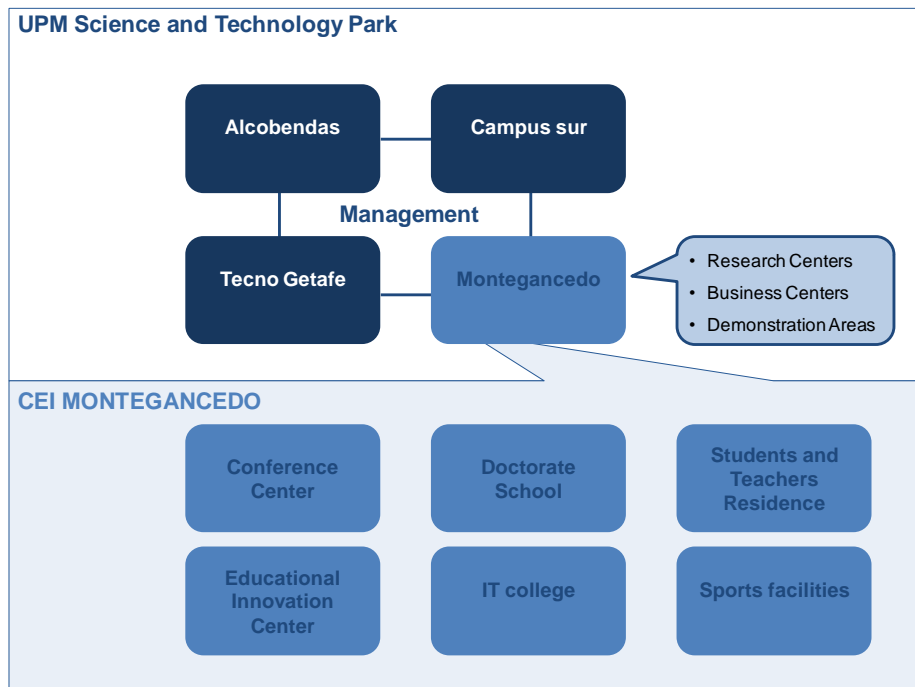 UPM Science and Technology Park
Alcobendas
Campus sur
Management
Tecno Getafe
Montegancedo
• Research Centers
• Business Centers
• Demonstration Areas
CEI MONTEGANCEDO
Conference
Center
Doctorate
School
Students and
Teachers
Residence
Educational
Innovation
Center
IT college
Sports facilities